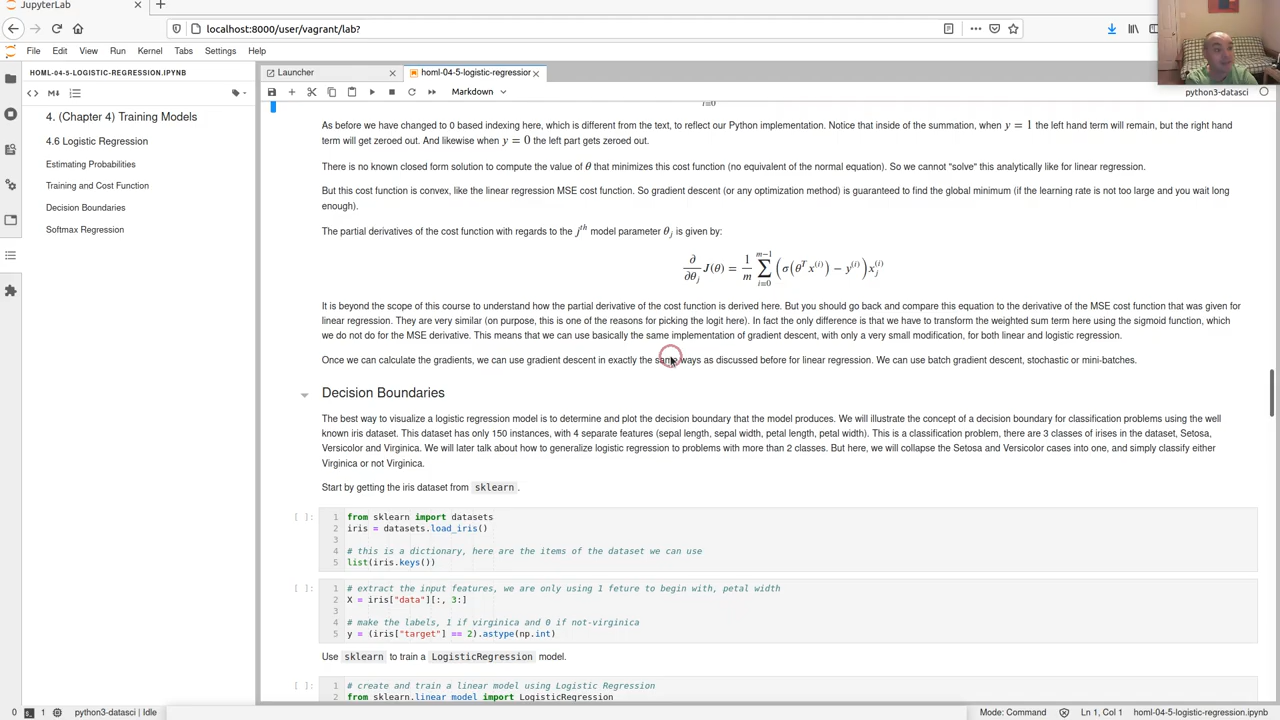 JupyterLab
localhost:8000/user/vagrant/lab?
File Edit View Run Kernel Tabs Settings Help
HOML-04-5-LOGISTIC-REGRESSION.IPYNB
4. (Chapter 4) Training Models
4.6 Logistic Regression
Estimating Probabilities
Training and Cost Function
Decision Boundaries
Softmax Regression
Launcher
homl-04-5-logistic-regressior
Markdown
python3-datasci
i=0
As before we have changed to 0 based indexing here, which is different from the text, to reflect our Python implementation. Notice that inside of the summation, when y = 1 the left hand term will remain, but the right hand
term will get zeroed out. And likewise when y = 0 the left part gets zeroed out.
There is no known closed form solution to compute the value of θ that minimizes this cost function (no equivalent of the normal equation). So we cannot "solve" this analytically like for linear regression.
But this cost function is convex, like the linear regression MSE cost function. So gradient descent (or any optimization method) is guaranteed to find the global minimum (if the learning rate is not too large and you wait long
enough).
The partial derivatives of the cost function with regards to the j^th model parameter θ_j is given by:
∂/∂θ_j J(θ) = 1/m ∑_{i=0}^{m−1} (σ(θ^T x^(i)) − y^(i)) x_j^(i)
It is beyond the scope of this course to understand how the partial derivative of the cost function is derived here. But you should go back and compare this equation to the derivative of the MSE cost function that was given for
linear regression. They are very similar (on purpose, this is one of the reasons for picking the logit here). In fact the only difference is that we have to transform the weighted sum term here using the sigmoid function, which
we do not do for the MSE derivative. This means that we can use basically the same implementation of gradient descent, with only a very small modification, for both linear and logistic regression.
Once we can calculate the gradients, we can use gradient descent in exactly the same ways as discussed before for linear regression. We can use batch gradient descent, stochastic or mini-batches.
Decision Boundaries
The best way to visualize a logistic regression model is to determine and plot the decision boundary that the model produces. We will illustrate the concept of a decision boundary for classification problems using the well
known iris dataset. This dataset has only 150 instances, with 4 separate features (sepal length, sepal width, petal length, petal width). This is a classification problem, there are 3 classes of irises in the dataset, Setosa,
Versicolor and Virginica. We will later talk about how to generalize logistic regression to problems with more than 2 classes. But here, we will collapse the Setosa and Versicolor cases into one, and simply classify either
Virginica or not Virginica.
Start by getting the iris dataset from sklearn.
[ ]: 1 from sklearn import datasets
2 iris = datasets.load_iris()
3
4 # this is a dictionary, here are the items of the dataset we can use
5 list(iris.keys())
[ ]: 1 # extract the input features, we are only using 1 feture to begin with, petal width
2 X = iris["data"][:, 3:]
3
4 # make the labels, 1 if virginica and 0 if not-virginica
5 y = (iris["target"] == 2).astype(np.int)
Use sklearn to train a LogisticRegression model.
[ ]: 1 # create and train a linear model using Logistic Regression
2 from sklearn.linear_model import LogisticRegression
0 1 python3-datasci | Idle
Mode: Command Ln 1, Col 1 homl-04-5-logistic-regression.ipynb